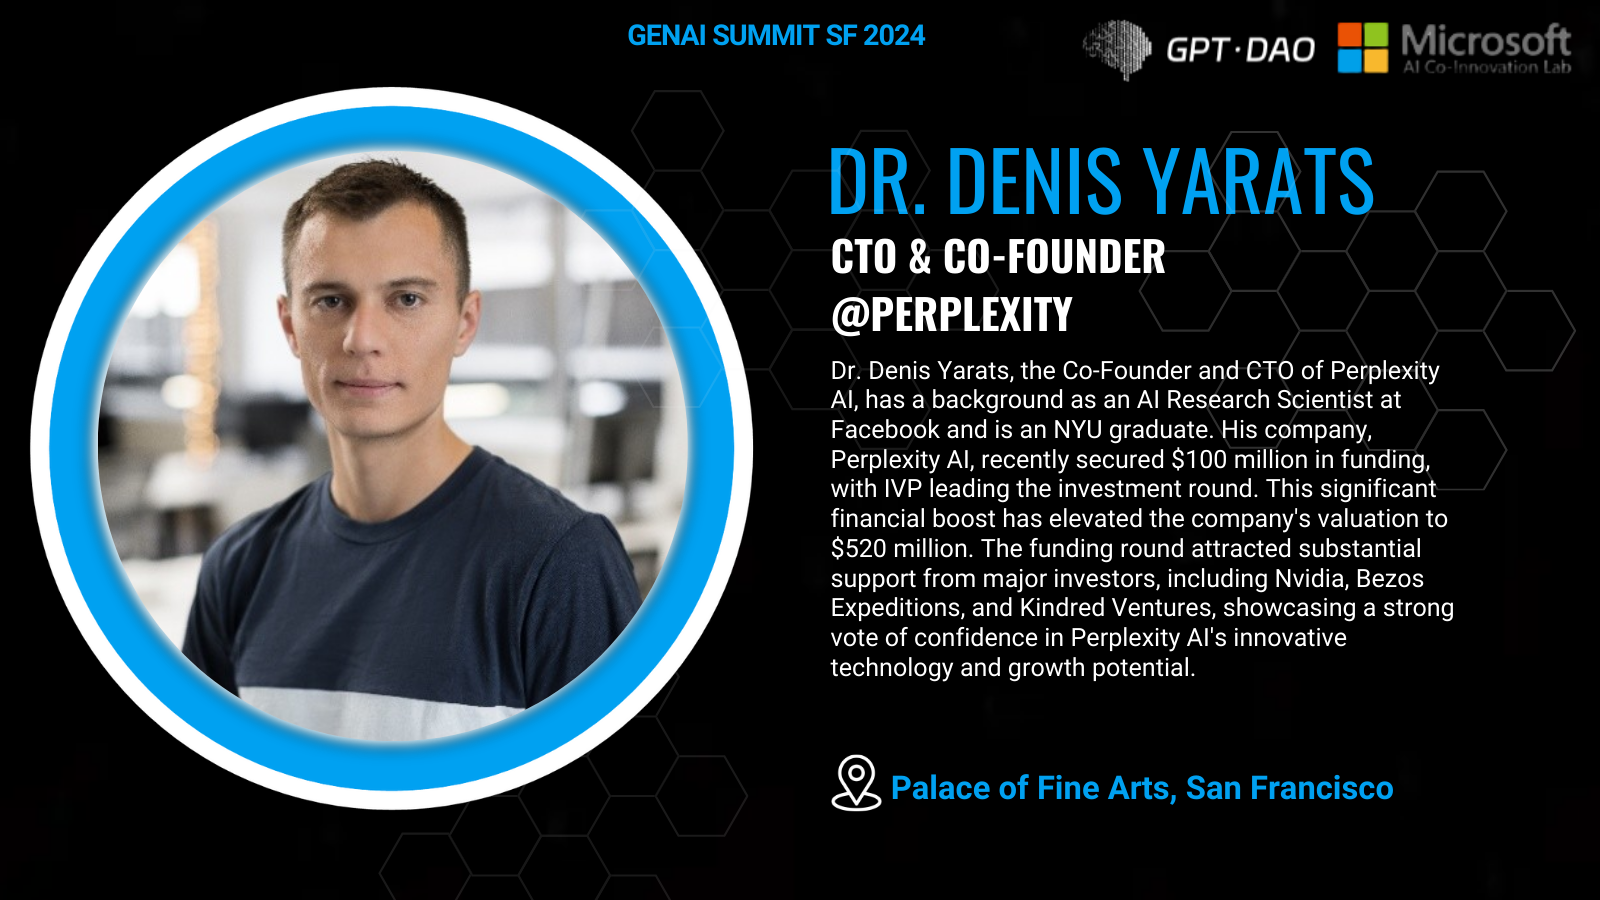 GENAI SUMMIT SF 2024
GPT·DAO
Microsoft
AI Co-Innovation Lab
DR. DENIS YARATS
CTO & CO-FOUNDER
@PERPLEXITY
Dr. Denis Yarats, the Co-Founder and CTO of Perplexity
AI, has a background as an AI Research Scientist at
Facebook and is an NYU graduate. His company,
Perplexity AI, recently secured $100 million in funding,
with IVP leading the investment round. This significant
financial boost has elevated the company's valuation to
$520 million. The funding round attracted substantial
support from major investors, including Nvidia, Bezos
Expeditions, and Kindred Ventures, showcasing a strong
vote of confidence in Perplexity AI's innovative
technology and growth potential.
Palace of Fine Arts, San Francisco